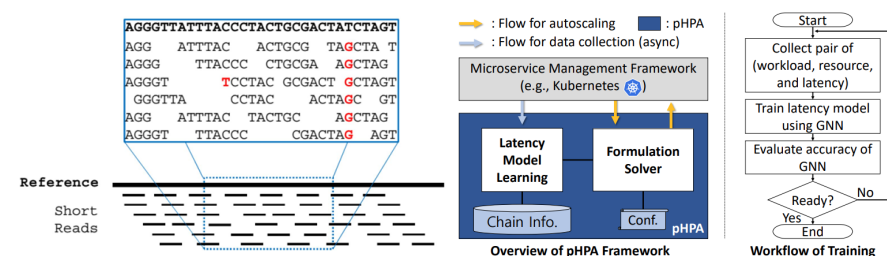 AGGGTTATTTACCCTACTGCGACTATCTAGT
AGG ATTTAC ACTGCG TAGCTA T
AGGG TTACCC CTGCGA AGCTAG
AGGGT TCCTAC GCGACT GCTAGT
GGGTTA CCTAC ACTAGC GT
AGG ATTTAC TACTGC AGCTAG
AGGGT TTACCC CGACTAG AGT
Reference
Short
Reads
: Flow for autoscaling
: pHPA
: Flow for data collection (async)
Microservice Management Framework
(e.g., Kubernetes )
Latency
Model
Learning
Formulation
Solver
Chain Info.
Conf.
pHPA
Overview of pHPA Framework
Start
Collect pair of
(workload, resource,
and latency)
Train latency model
using GNN
Evaluate accuracy of
GNN
Ready?
No
Yes
End
Workflow of Training